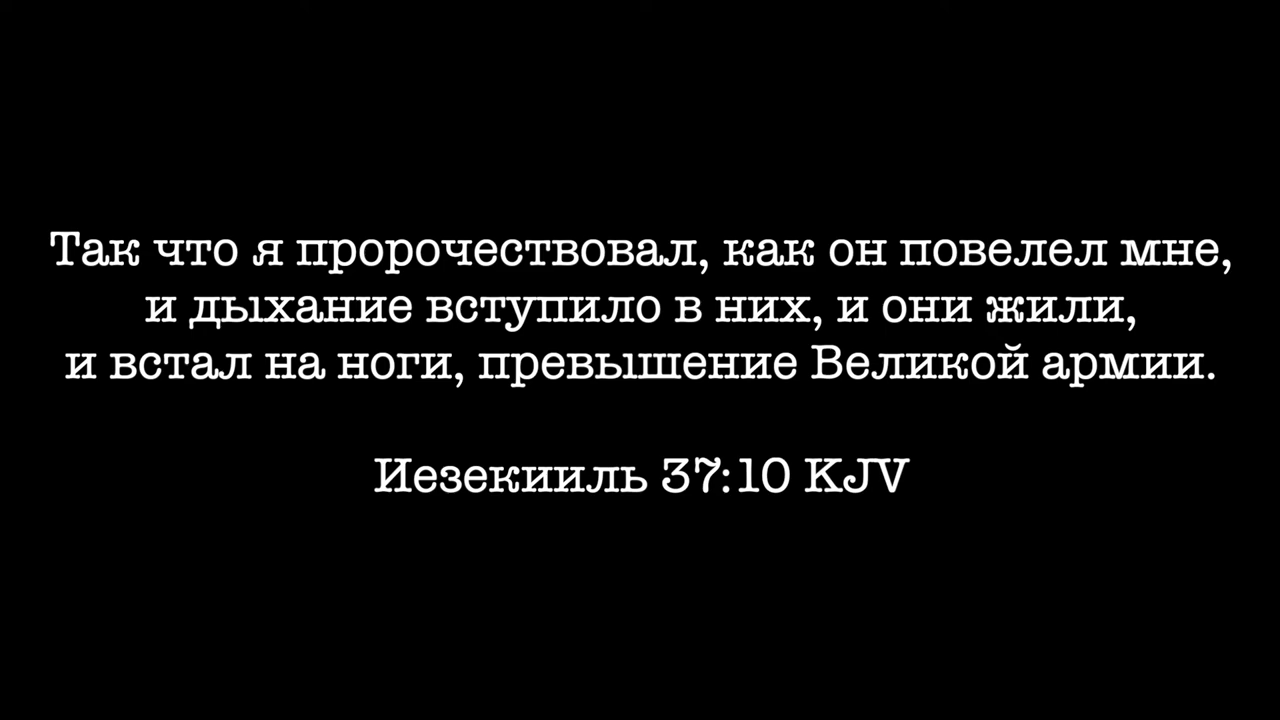 Так что я пророчествовал, как он повелел мне,
и дыхание вступило в них, и они жили,
и встал на ноги, превышение Великой армии.
Иезекииль 37:10 KJV